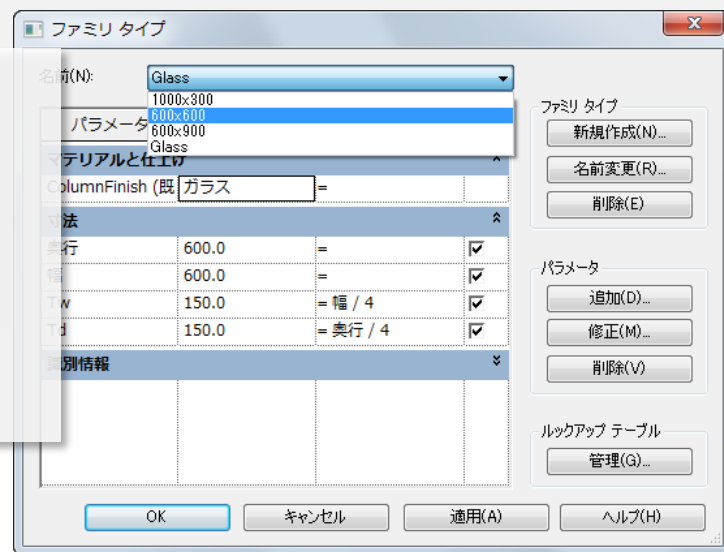 ファミリ タイプ
名前(N):
Glass
1000x300
600x600
600x900
Glass
パラメータ
マテリアルと仕上げ
ColumnFinish (既
ガラス
=
寸法
奥行
600.0
=
幅
600.0
=
Tw
150.0
= 幅 / 4
Td
150.0
= 奥行 / 4
識別情報
ファミリ タイプ
新規作成(N)...
名前変更(R)...
削除(E)
パラメータ
追加(D)...
修正(M)...
削除(V)
ルックアップ テーブル
管理(G)...
OK
キャンセル
適用(A)
ヘルプ(H)